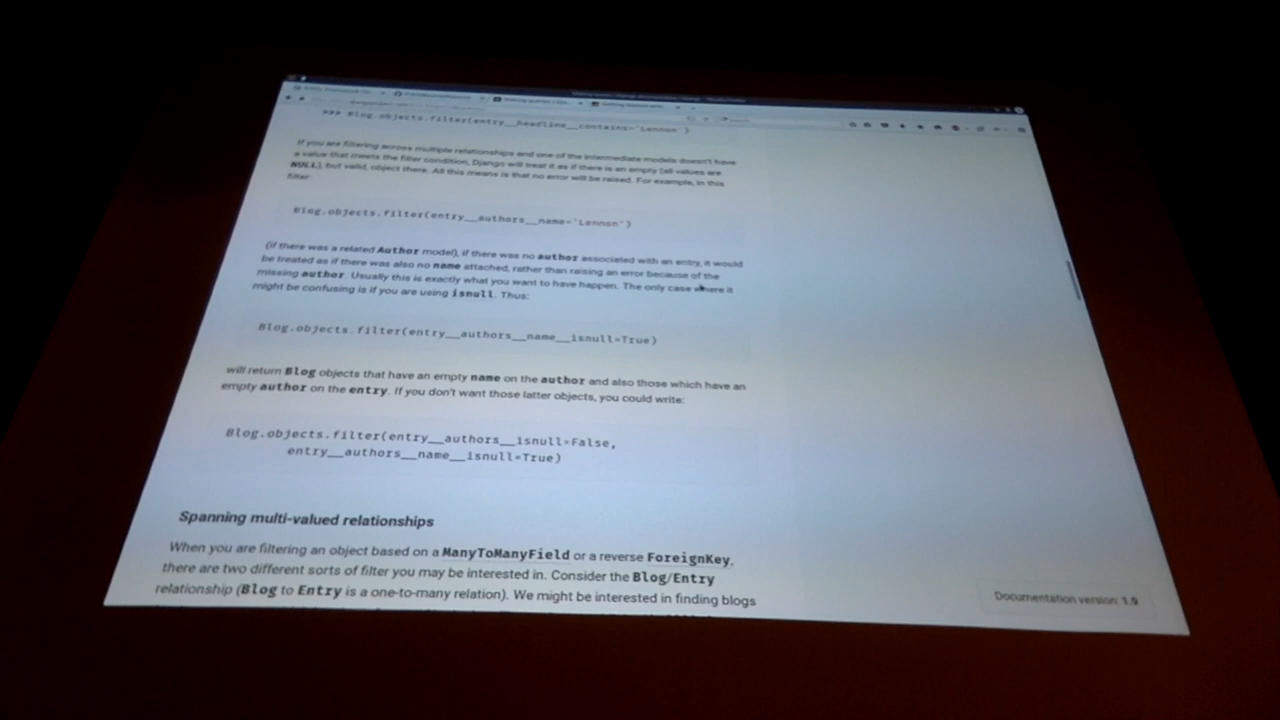 >>> Blog.objects.filter(entry__headline__contains='Lennon')
If you are filtering across multiple relationships and one of the intermediate models doesn't have
a value that meets the filter condition, Django will treat it as if there is an empty (all values are
NULL), but valid, object there. All this means is that no error will be raised. For example, in this
filter:
Blog.objects.filter(entry__authors__name='Lennon')
(if there was a related Author model), if there was no author associated with an entry, it would
be treated as if there was also no name attached, rather than raising an error because of the
missing author. Usually this is exactly what you want to have happen. The only case where it
might be confusing is if you are using isnull. Thus:
Blog.objects.filter(entry__authors__name__isnull=True)
will return Blog objects that have an empty name on the author and also those which have an
empty author on the entry. If you don't want those latter objects, you could write:
Blog.objects.filter(entry__authors__isnull=False,
entry__authors__name__isnull=True)
Spanning multi-valued relationships
When you are filtering an object based on a ManyToManyField or a reverse ForeignKey,
there are two different sorts of filter you may be interested in. Consider the Blog/Entry
relationship (Blog to Entry is a one-to-many relation). We might be interested in finding blogs
Documentation version: 1.9